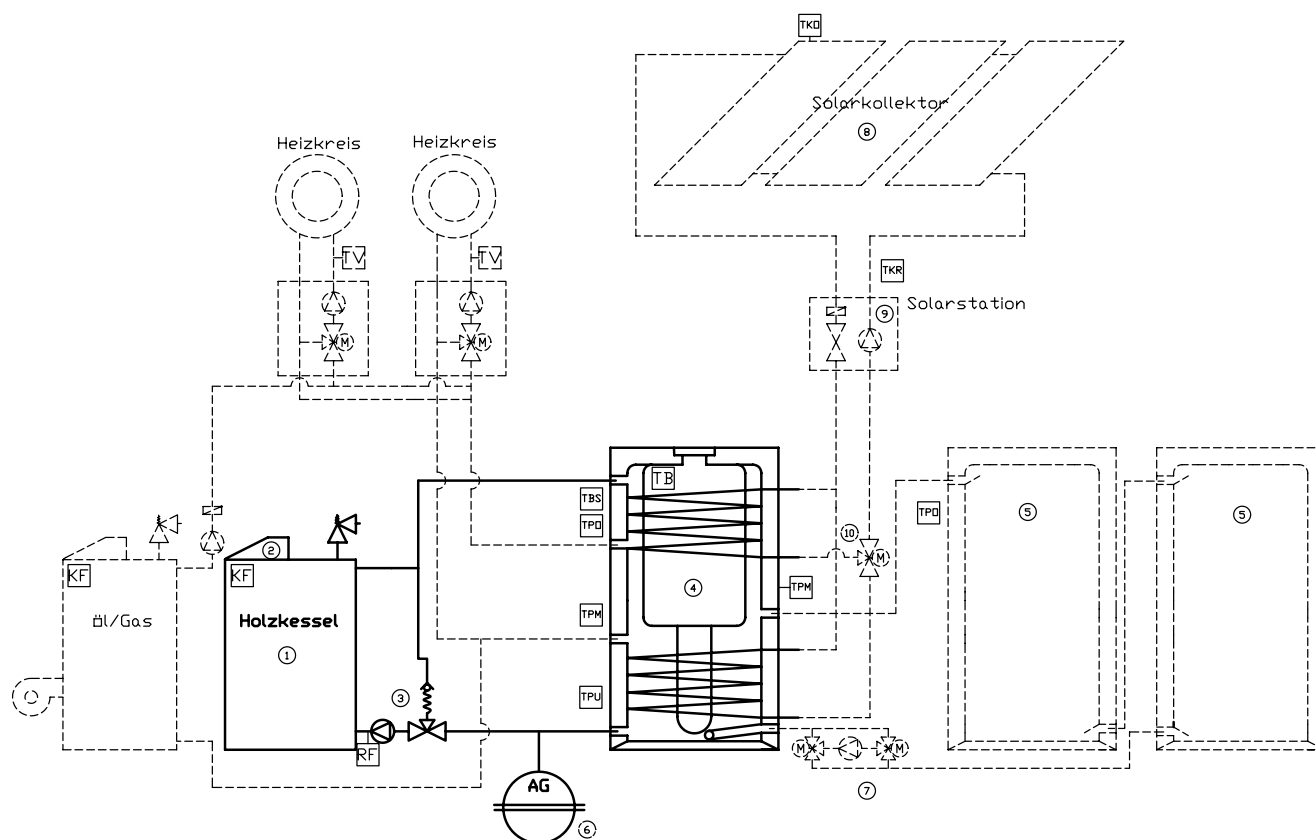 TKO
Solarkollektor
8
Heizkreis
Heizkreis
TV
TV
TKR
Solarstation
9
M
M
TB
TBS
TPO
TPO
5
5
10
M
2
KF
KF
öl/Gas
Holzkessel
1
4
TPM
TPM
3
TPU
RF
M
M
7
AG
6